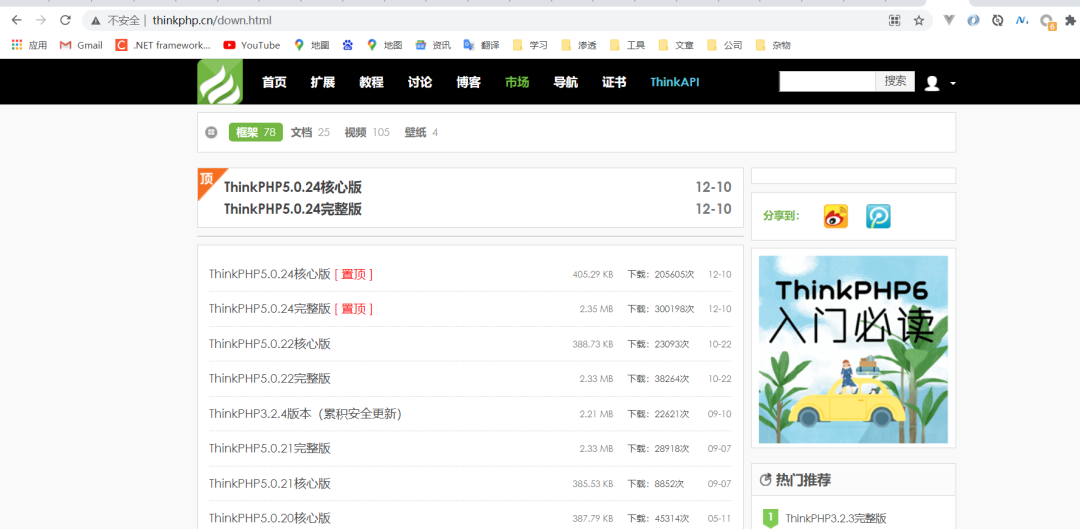 不安全 | thinkphp.cn/down.html
应用 Gmail .NET framework... YouTube 地圖 地图 资讯 翻译 学习 渗透 工具 文章 公司 杂物
首页 扩展 教程 讨论 博客 市场 导航 证书 ThinkAPI 搜索
框架 78 文档 25 视频 105 壁纸 4
顶
ThinkPHP5.0.24核心版 12-10
ThinkPHP5.0.24完整版 12-10
分享到:
ThinkPHP5.0.24核心版 [ 置顶 ] 405.29 KB 下载：205605次 12-10
ThinkPHP5.0.24完整版 [ 置顶 ] 2.35 MB 下载：300198次 12-10
ThinkPHP5.0.22核心版 388.73 KB 下载：23093次 10-22
ThinkPHP5.0.22完整版 2.33 MB 下载：38264次 10-22
ThinkPHP3.2.4版本（累积安全更新） 2.21 MB 下载：22621次 09-10
ThinkPHP5.0.21完整版 2.33 MB 下载：28918次 09-07
ThinkPHP5.0.21核心版 385.53 KB 下载：8852次 09-07
ThinkPHP5.0.20核心版 387.79 KB 下载：45314次 05-11
ThinkPHP6
入门必读
热门推荐
1 ThinkPHP3.2.3完整版